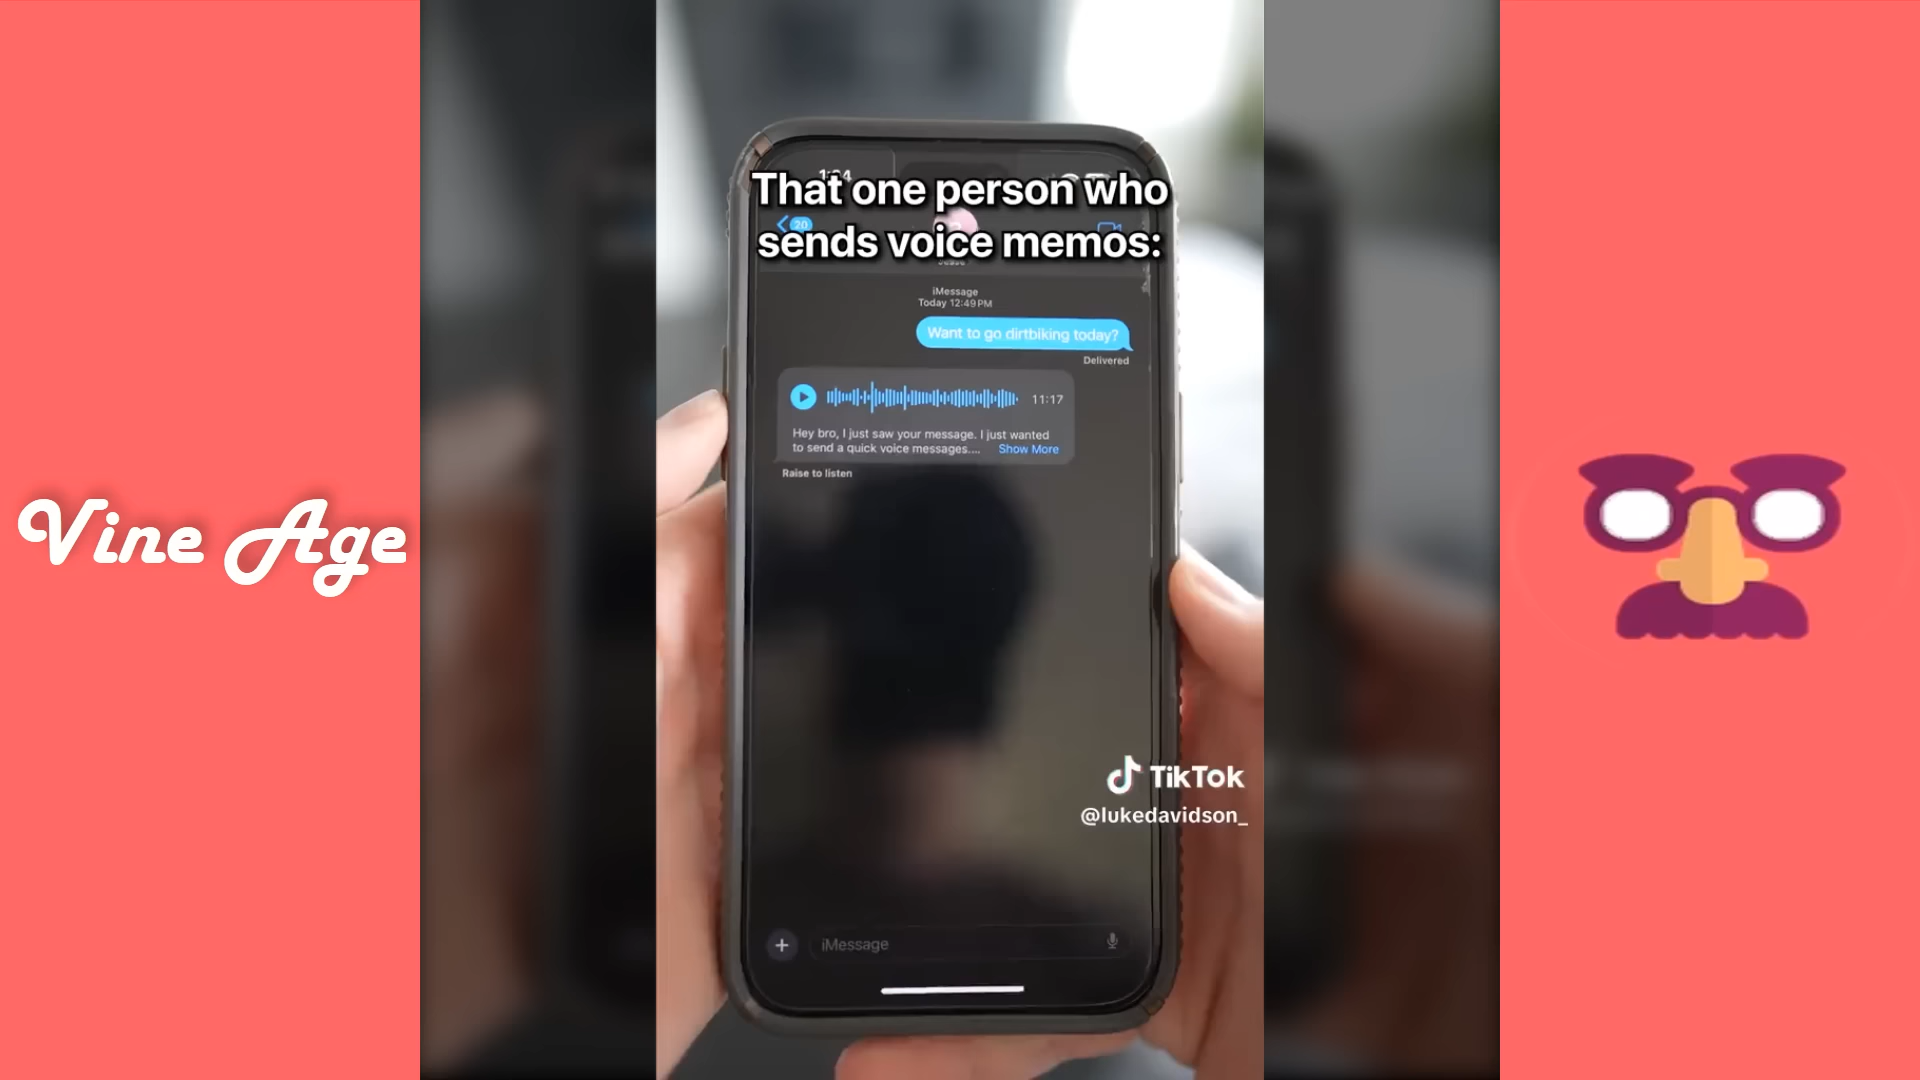 Vine Age
That one person who
sends voice memos:
20
iMessage
Today 12:49 PM
Want to go dirtbiking today?
Delivered
11:17
Hey bro, I just saw your message. I just wanted
to send a quick voice messages.... Show More
Raise to listen
TikTok
@lukedavidson_
iMessage